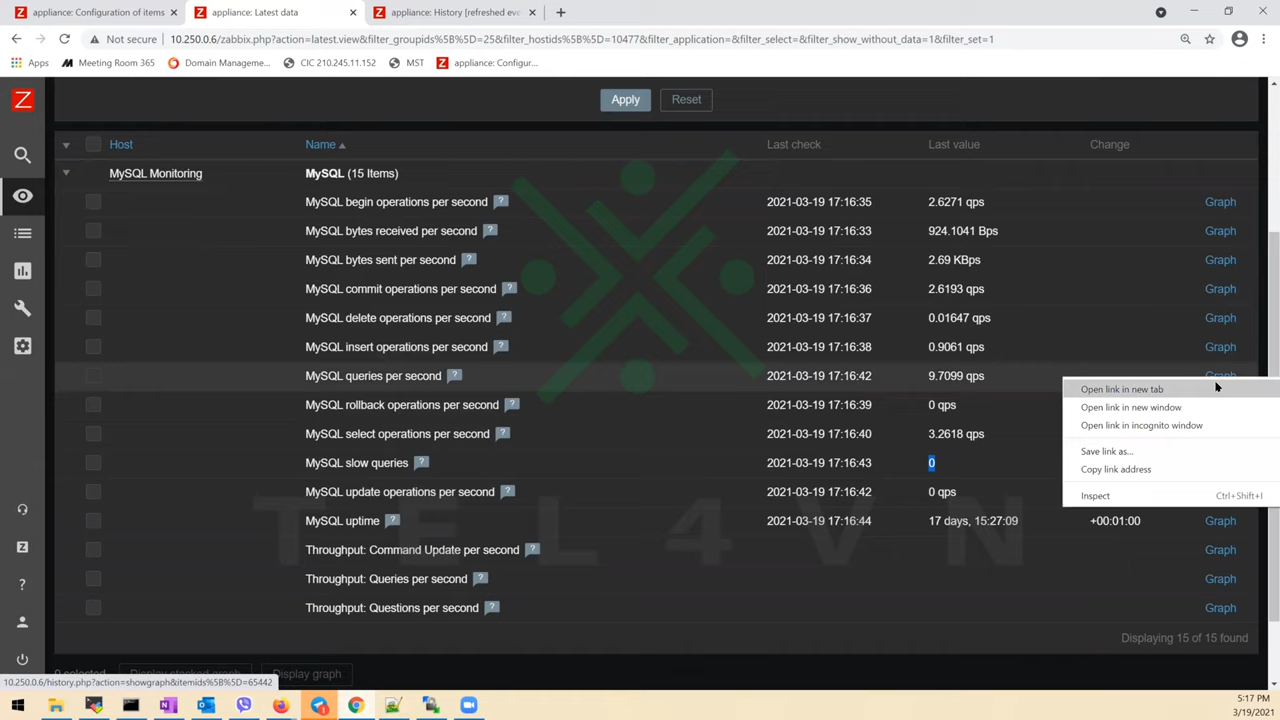 appliance: Configuration of items
appliance: Latest data
appliance: History [refreshed eve
Not secure
10.250.0.6/zabbix.php?action=latest.view&filter_groupids%5B%5D=25&filter_hostids%5B%5D=10477&filter_application=&filter_select=&filter_show_without_data=1&filter_set=1
Apps
Meeting Room 365
Domain Manageme...
CIC 210.245.11.152
MST
appliance: Configur...
Z
Apply
Reset
Host
Name
Last check
Last value
Change
MySQL Monitoring
MySQL (15 Items)
MySQL begin operations per second ? 2021-03-19 17:16:35 2.6271 qps Graph
MySQL bytes received per second ? 2021-03-19 17:16:33 924.1041 Bps Graph
MySQL bytes sent per second ? 2021-03-19 17:16:34 2.69 KBps Graph
MySQL commit operations per second ? 2021-03-19 17:16:36 2.6193 qps Graph
MySQL delete operations per second ? 2021-03-19 17:16:37 0.01647 qps Graph
MySQL insert operations per second ? 2021-03-19 17:16:38 0.9061 qps Graph
MySQL queries per second ? 2021-03-19 17:16:42 9.7099 qps Graph
MySQL rollback operations per second ? 2021-03-19 17:16:40 0 qps
MySQL select operations per second ? 2021-03-19 17:16:40 3.2618 qps
MySQL slow queries ? 2021-03-19 17:16:43 0
MySQL update operations per second ? 2021-03-19 17:16:42 0 qps
MySQL uptime ? 2021-03-19 17:16:44 17 days, 15:27:09 +00:01:00 Graph
Throughput: Command Update per second ? Graph
Throughput: Queries per second ? Graph
Throughput: Questions per second ? Graph
Open link in new tab
Open link in new window
Open link in incognito window
Save link as...
Copy link address
Inspect Ctrl+Shift+I
TEL4VN
Displaying 15 of 15 found
0 selected
Display stacked graph
Display graph
10.250.0.6/history.php?action=showgraph&itemids%5B%5D=65442
5:17 PM
3/19/2021